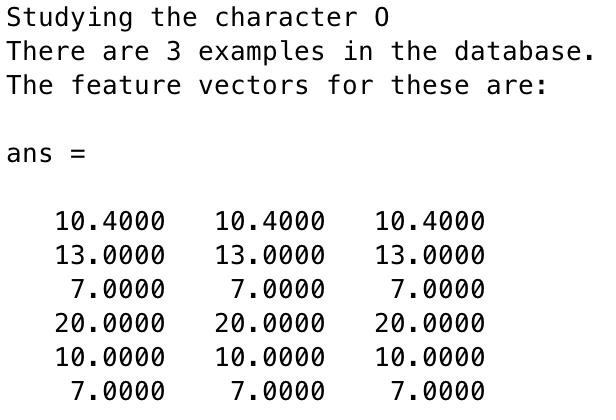 Studying the character O
There are 3 examples in the database.
The feature vectors for these are:
ans =
10.4000 10.4000 10.4000
13.0000 13.0000 13.0000
7.0000 7.0000 7.0000
20.0000 20.0000 20.0000
10.0000 10.0000 10.0000
7.0000 7.0000 7.0000